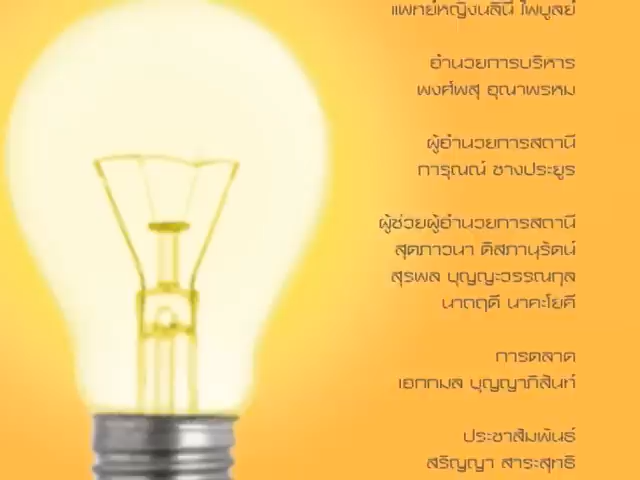 แพทย์หญิงนลินี ไพบูลย์
อำนวยการบริหาร
พงศ์พสุ อุณาพรหม
ผู้อำนวยการสถานี
การุณณ์ ชางประยูร
ผู้ช่วยผู้อำนวยการสถานี
สุดภาวนา ดิสภานุรัตน์
สุรพล บุญญะวรรณกุล
นาถฤดี นาคะโยคี
การตลาด
เอกกมล บุญญาภิสันท์
ประชาสัมพันธ์
สริญญา สาระสุทธิ